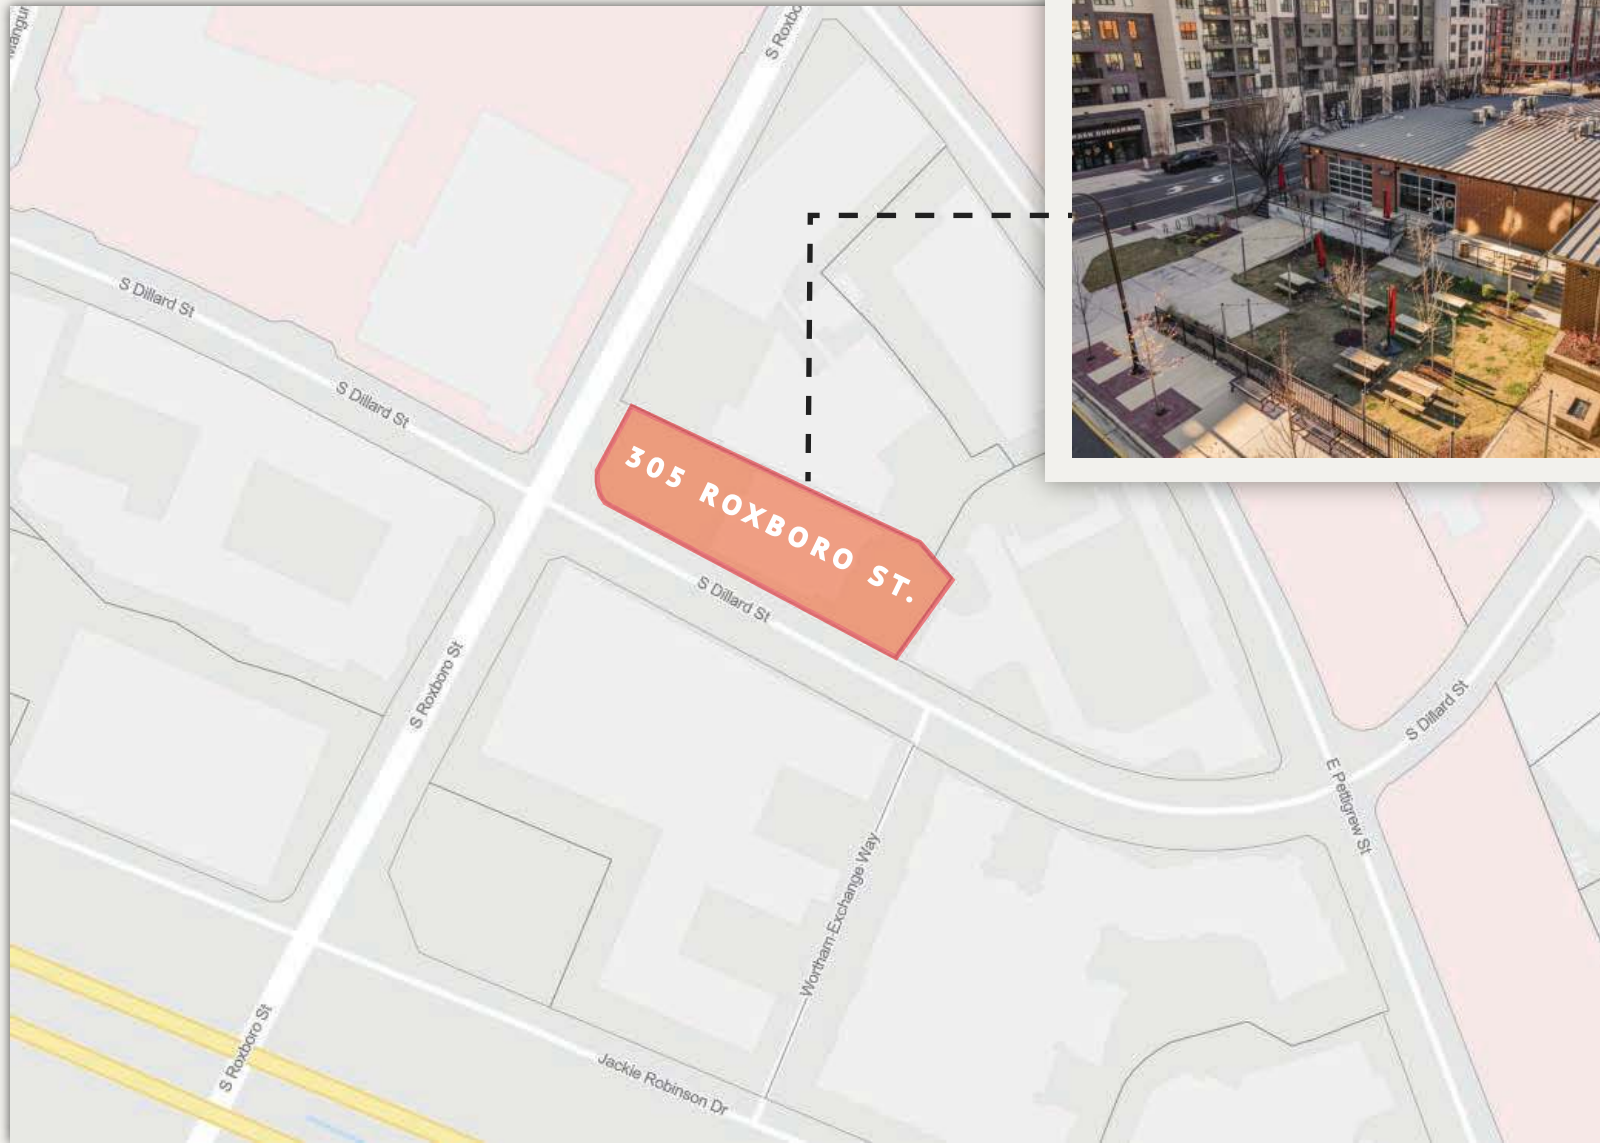 S Roxbo
S Dillard St
S Dillard St
305 ROXBORO ST.
S Dillard St
S Roxboro St
S Dillard St
E Pettigrew St
Wortham Exchange Way
S Roxboro St
Jackie Robinson Dr